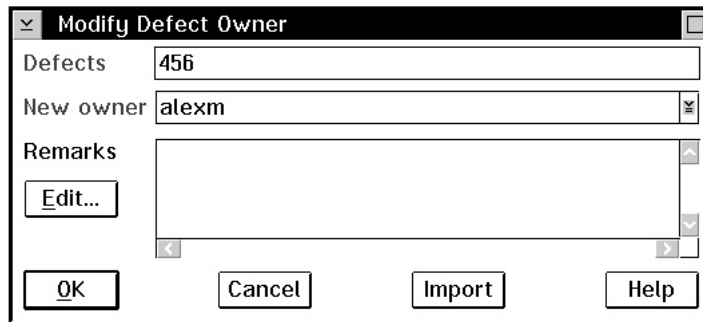 Modify Defect Owner
Defects 456
New owner alexm
Remarks
Edit...
OK Cancel Import Help